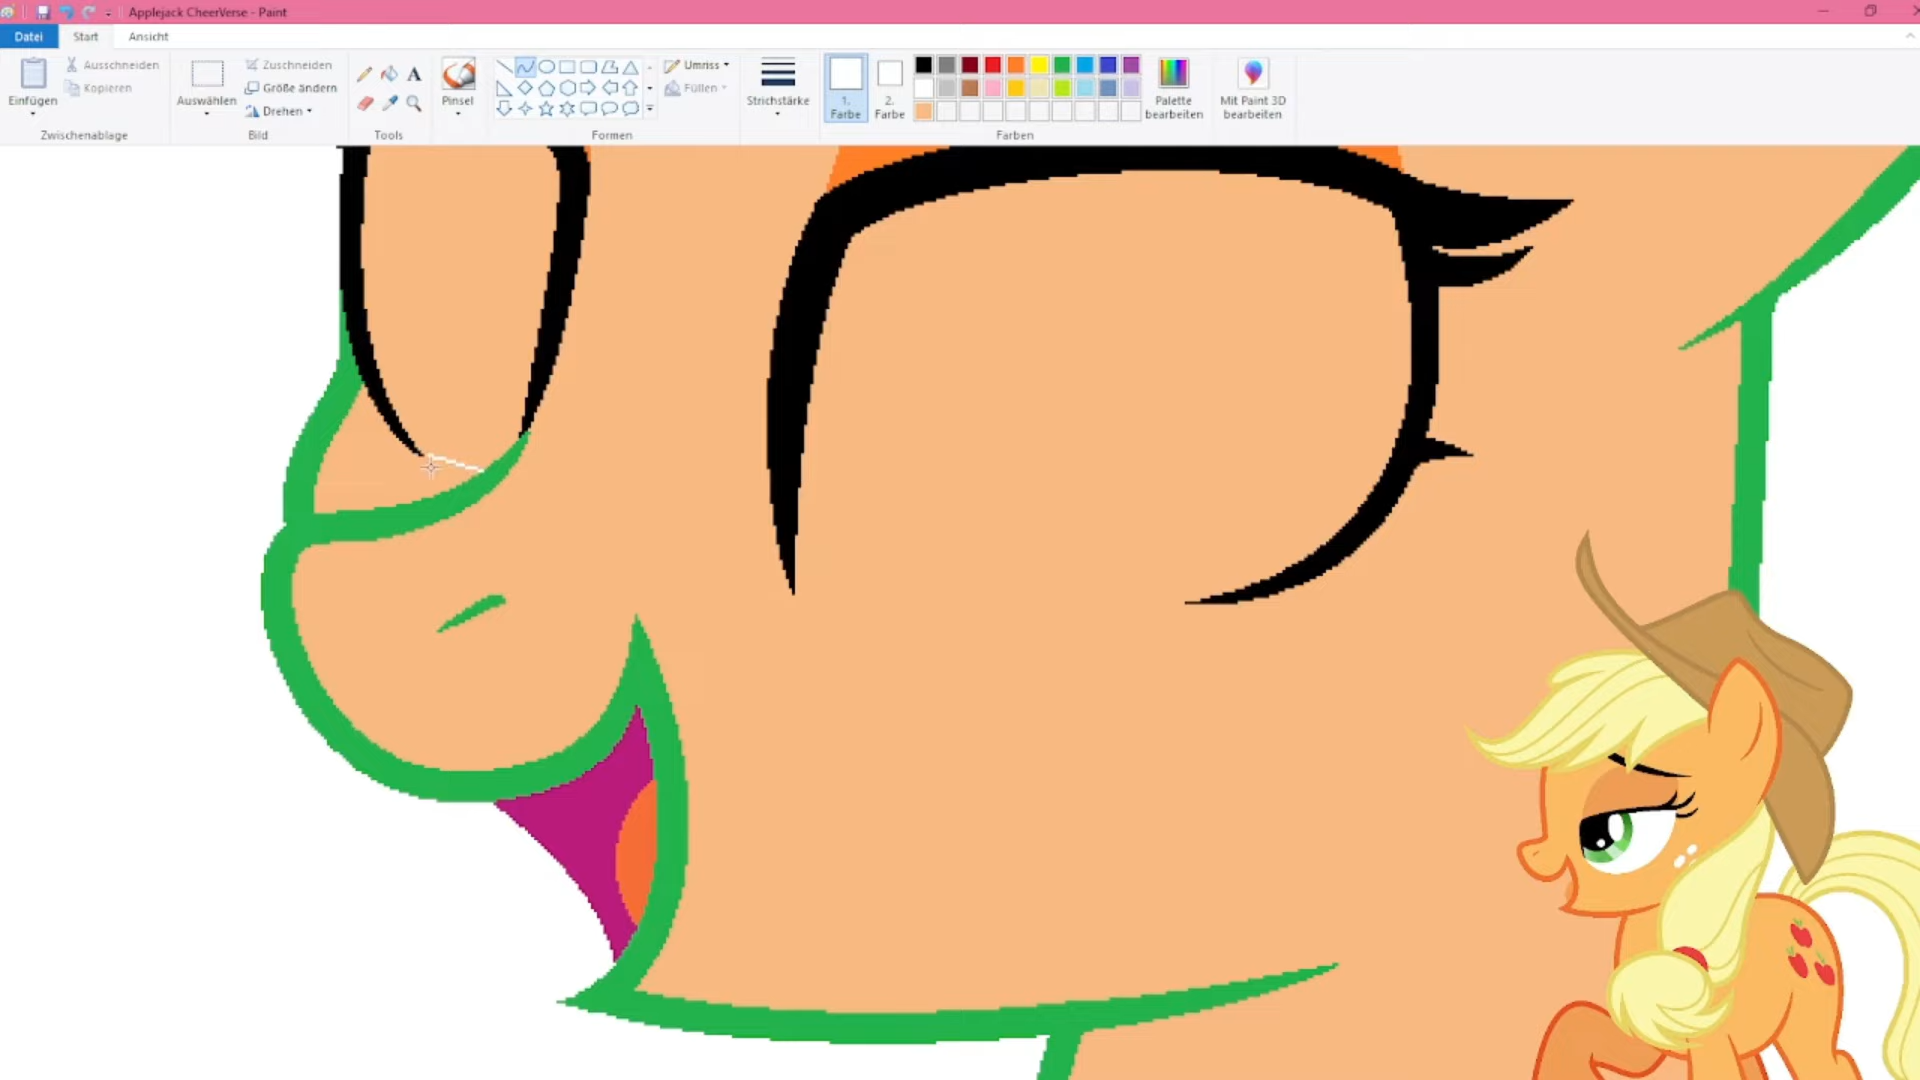 Applejack CheerVerse - Paint
Datei Start Ansicht
Einfügen
Ausschneiden
Kopieren
Zwischenablage
Auswählen
Zuschneiden
Größe ändern
Drehen
Bild
A
Tools
Pinsel
Umriss
Füllen
Formen
Strichstärke
1. Farbe
2. Farbe
Palette bearbeiten
Mit Paint 3D bearbeiten
Farben